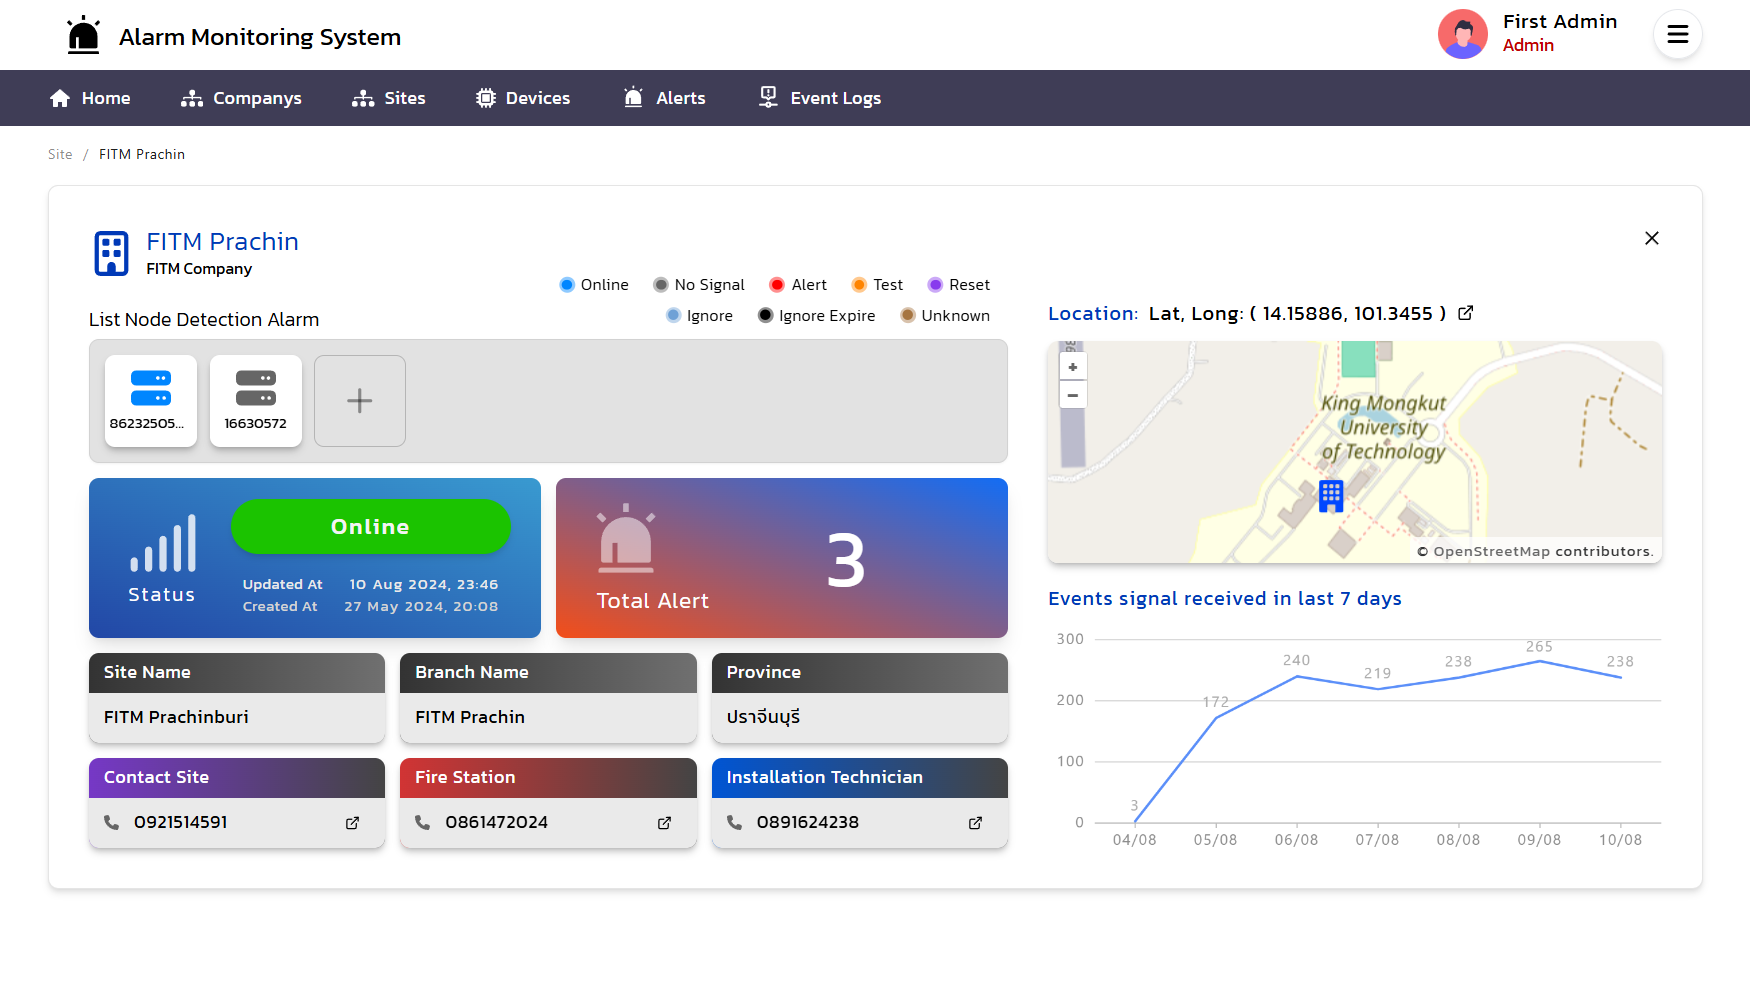 Alarm Monitoring System
First Admin
Admin
Home
Companys
Sites
Devices
Alerts
Event Logs
Site / FITM Prachin
FITM Prachin
FITM Company
Online
No Signal
Alert
Test
Reset
Ignore
Ignore Expire
Unknown
List Node Detection Alarm
86232505...
16630572
+
Status
Online
Updated At 10 Aug 2024, 23:46
Created At 27 May 2024, 20:08
Total Alert
3
Site Name
FITM Prachinburi
Branch Name
FITM Prachin
Province
ปราจีนบุรี
Contact Site
0921514591
Fire Station
0861472024
Installation Technician
0891624238
Location: Lat, Long: ( 14.15886, 101.3455 )
+
−
King Mongkut
University
of Technology
© OpenStreetMap contributors.
Events signal received in last 7 days
300
200
100
0
3
172
240
219
238
265
238
04/08
05/08
06/08
07/08
08/08
09/08
10/08